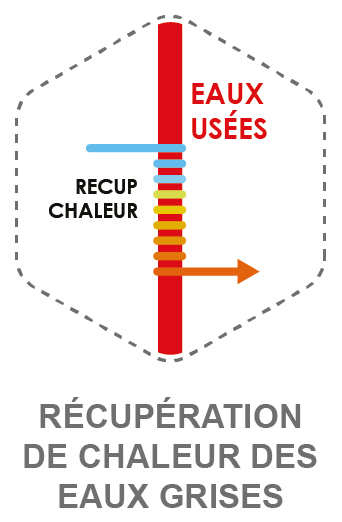 EAUX
USÉES
RECUP
CHALEUR
RÉCUPÉRATION
DE CHALEUR DES
EAUX GRISES